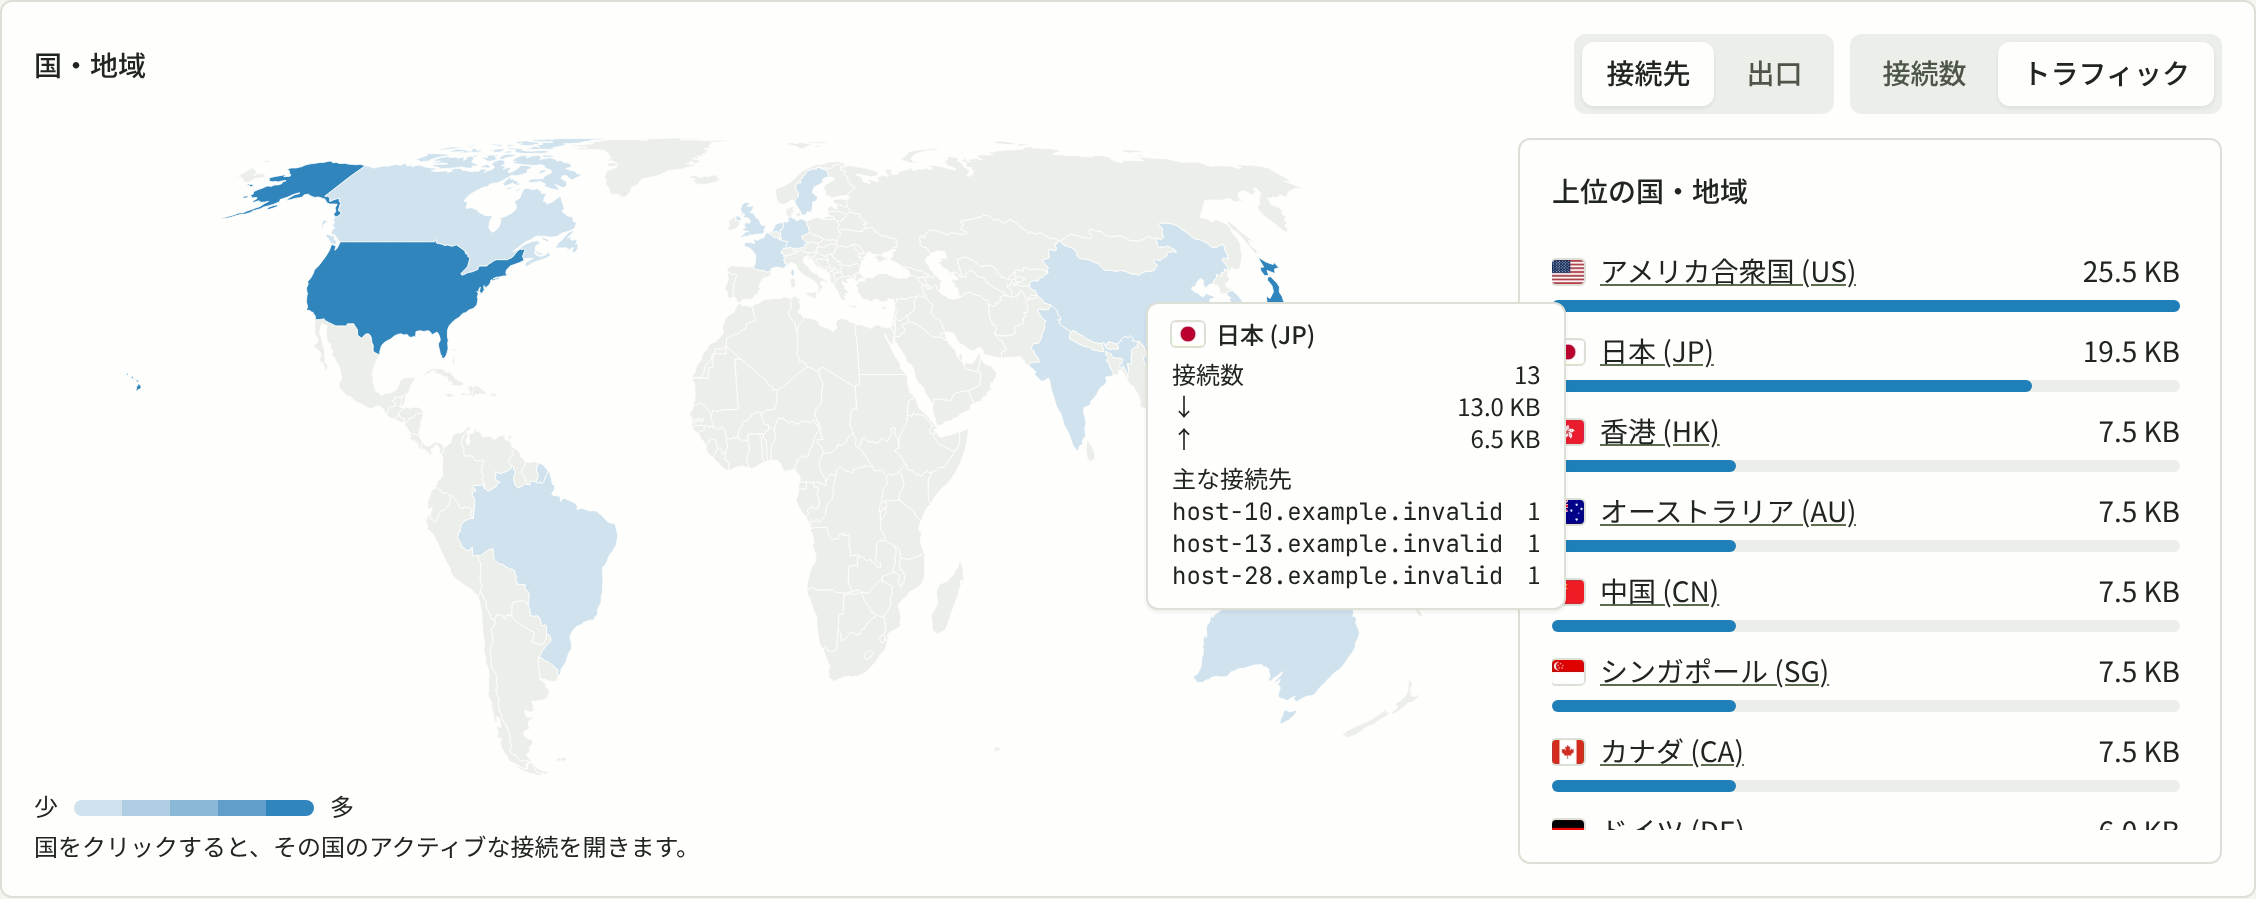 国・地域
接続先 出口 接続数 トラフィック
上位の国・地域
アメリカ合衆国 (US) 25.5 KB
日本 (JP) 19.5 KB
香港 (HK) 7.5 KB
オーストラリア (AU) 7.5 KB
中国 (CN) 7.5 KB
シンガポール (SG) 7.5 KB
カナダ (CA) 7.5 KB
ドイツ (DE) 6.0 KB
日本 (JP)
接続数 13
↓ 13.0 KB
↑ 6.5 KB
主な接続先
host-10.example.invalid 1
host-13.example.invalid 1
host-28.example.invalid 1
少 多
国をクリックすると、その国のアクティブな接続を開きます。